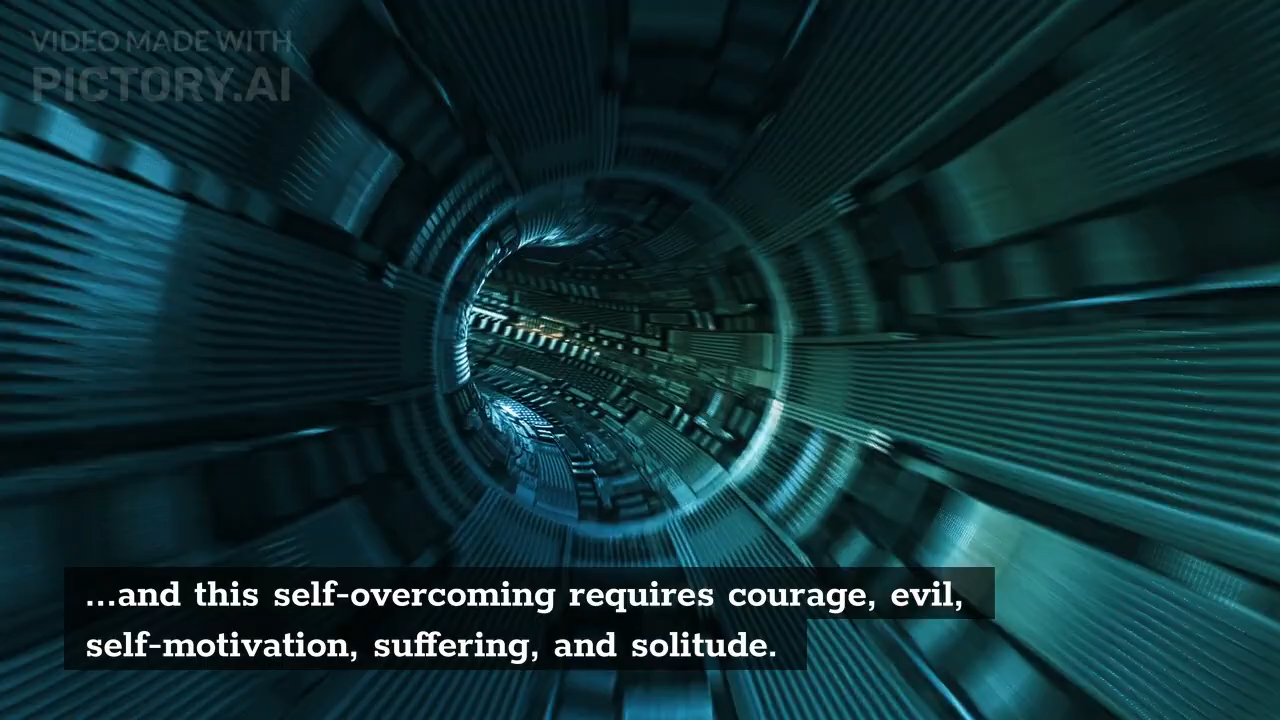 VIDEO MADE WITH
PICTORY.AI
...and this self-overcoming requires courage, evil,
self-motivation, suffering, and solitude.